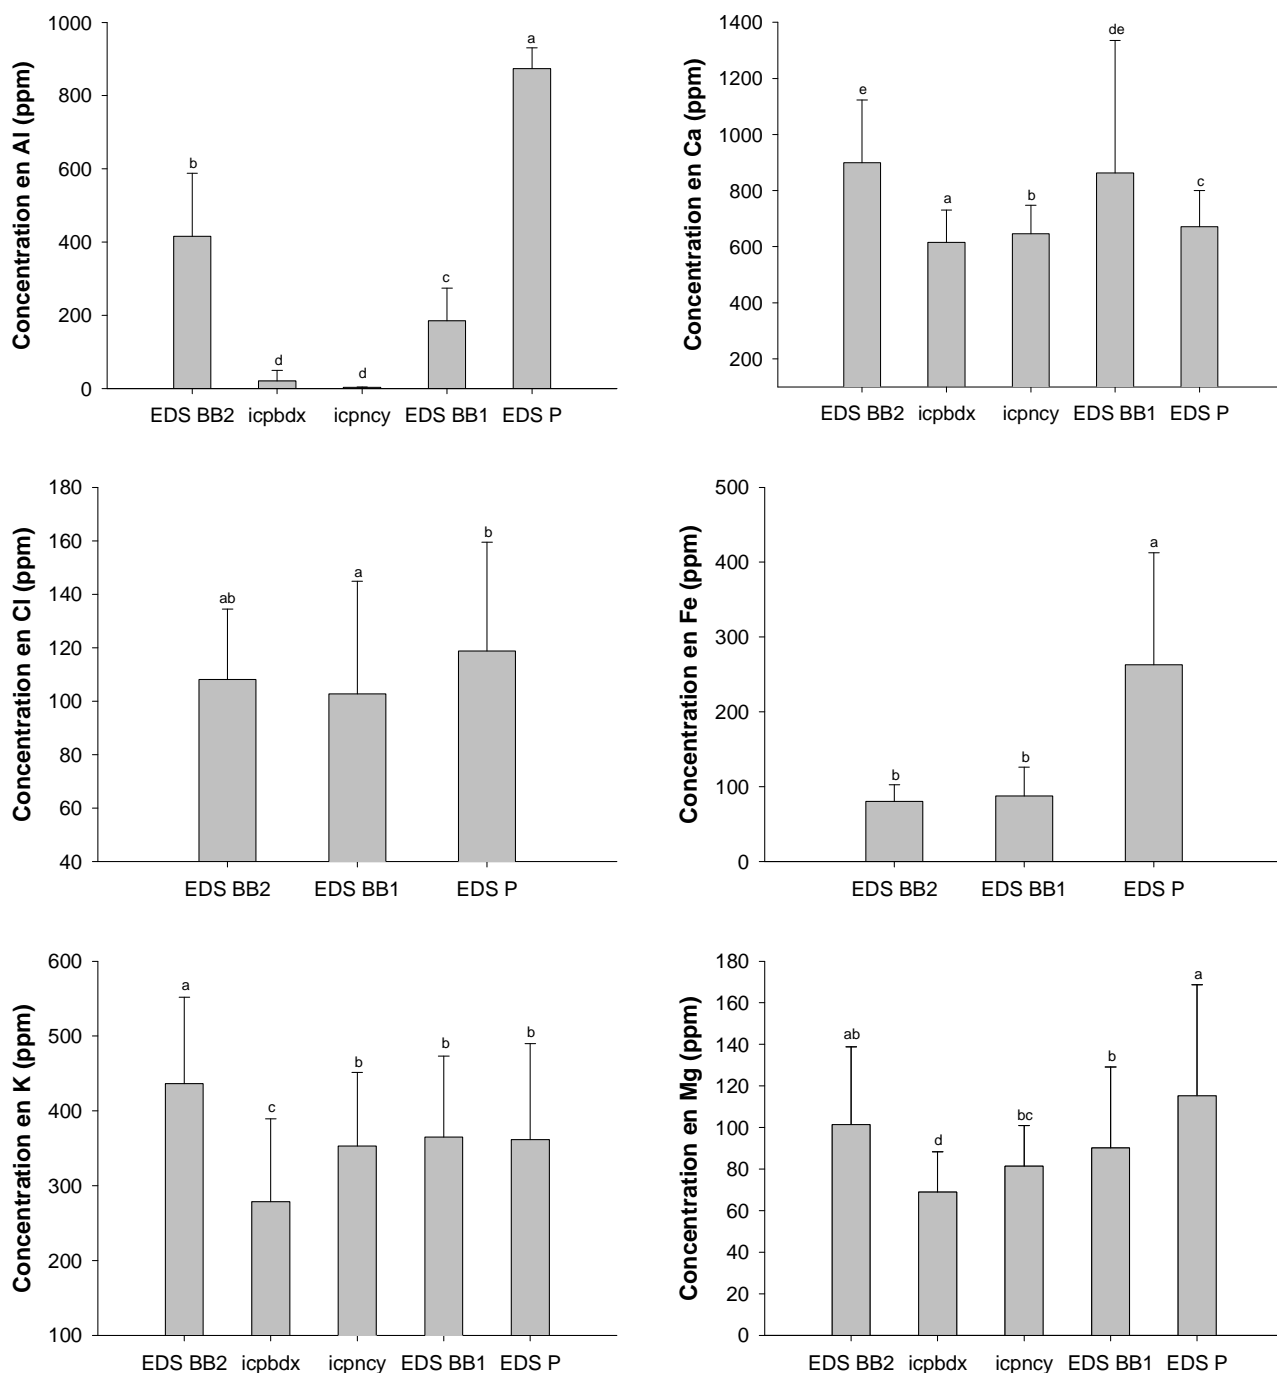 Concentration en Al (ppm)
1000
800
600
400
200
0
b
d
d
c
a
EDS BB2 icpbdx icpncy EDS BB1 EDS P
Concentration en Ca (ppm)
1400
1200
1000
800
600
400
200
e
a
b
de
c
EDS BB2 icpbdx icpncy EDS BB1 EDS P
Concentration en Cl (ppm)
180
160
140
120
100
80
60
40
ab
a
b
EDS BB2 EDS BB1 EDS P
Concentration en Fe (ppm)
500
400
300
200
100
0
b
b
a
EDS BB2 EDS BB1 EDS P
Concentration en K (ppm)
600
500
400
300
200
100
a
c
b
b
b
EDS BB2 icpbdx icpncy EDS BB1 EDS P
Concentration en Mg (ppm)
180
160
140
120
100
80
60
40
20
0
ab
d
bc
b
a
EDS BB2 icpbdx icpncy EDS BB1 EDS P